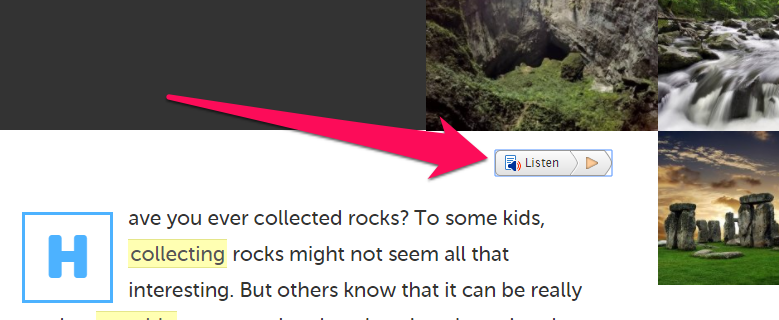 Listen
Have you ever collected rocks? To some kids,
collecting rocks might not seem all that
interesting. But others know that it can be really